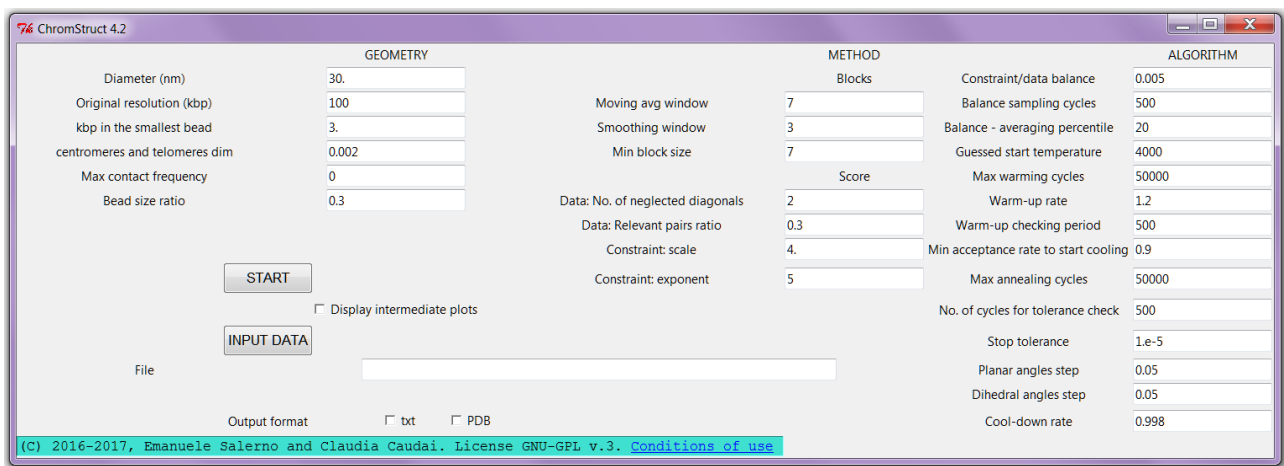 ChromStruct 4.2
GEOMETRY METHOD ALGORITHM
Diameter (nm) 30. Blocks Constraint/data balance 0.005
Original resolution (kbp) 100 Moving avg window 7 Balance sampling cycles 500
kbp in the smallest bead 3. Smoothing window 3 Balance - averaging percentile 20
centromeres and telomeres dim 0.002 Min block size 7 Guessed start temperature 4000
Max contact frequency 0 Score Max warming cycles 50000
Bead size ratio 0.3 Data: No. of neglected diagonals 2 Warm-up rate 1.2
Data: Relevant pairs ratio 0.3 Warm-up checking period 500
Constraint: scale 4. Min acceptance rate to start cooling 0.9
START Constraint: exponent 5 Max annealing cycles 50000
Display intermediate plots No. of cycles for tolerance check 500
INPUT DATA Stop tolerance 1.e-5
File Planar angles step 0.05
Dihedral angles step 0.05
Output format txt PDB Cool-down rate 0.998
(C) 2016-2017, Emanuele Salerno and Claudia Caudai. License GNU-GPL v.3. Conditions of use